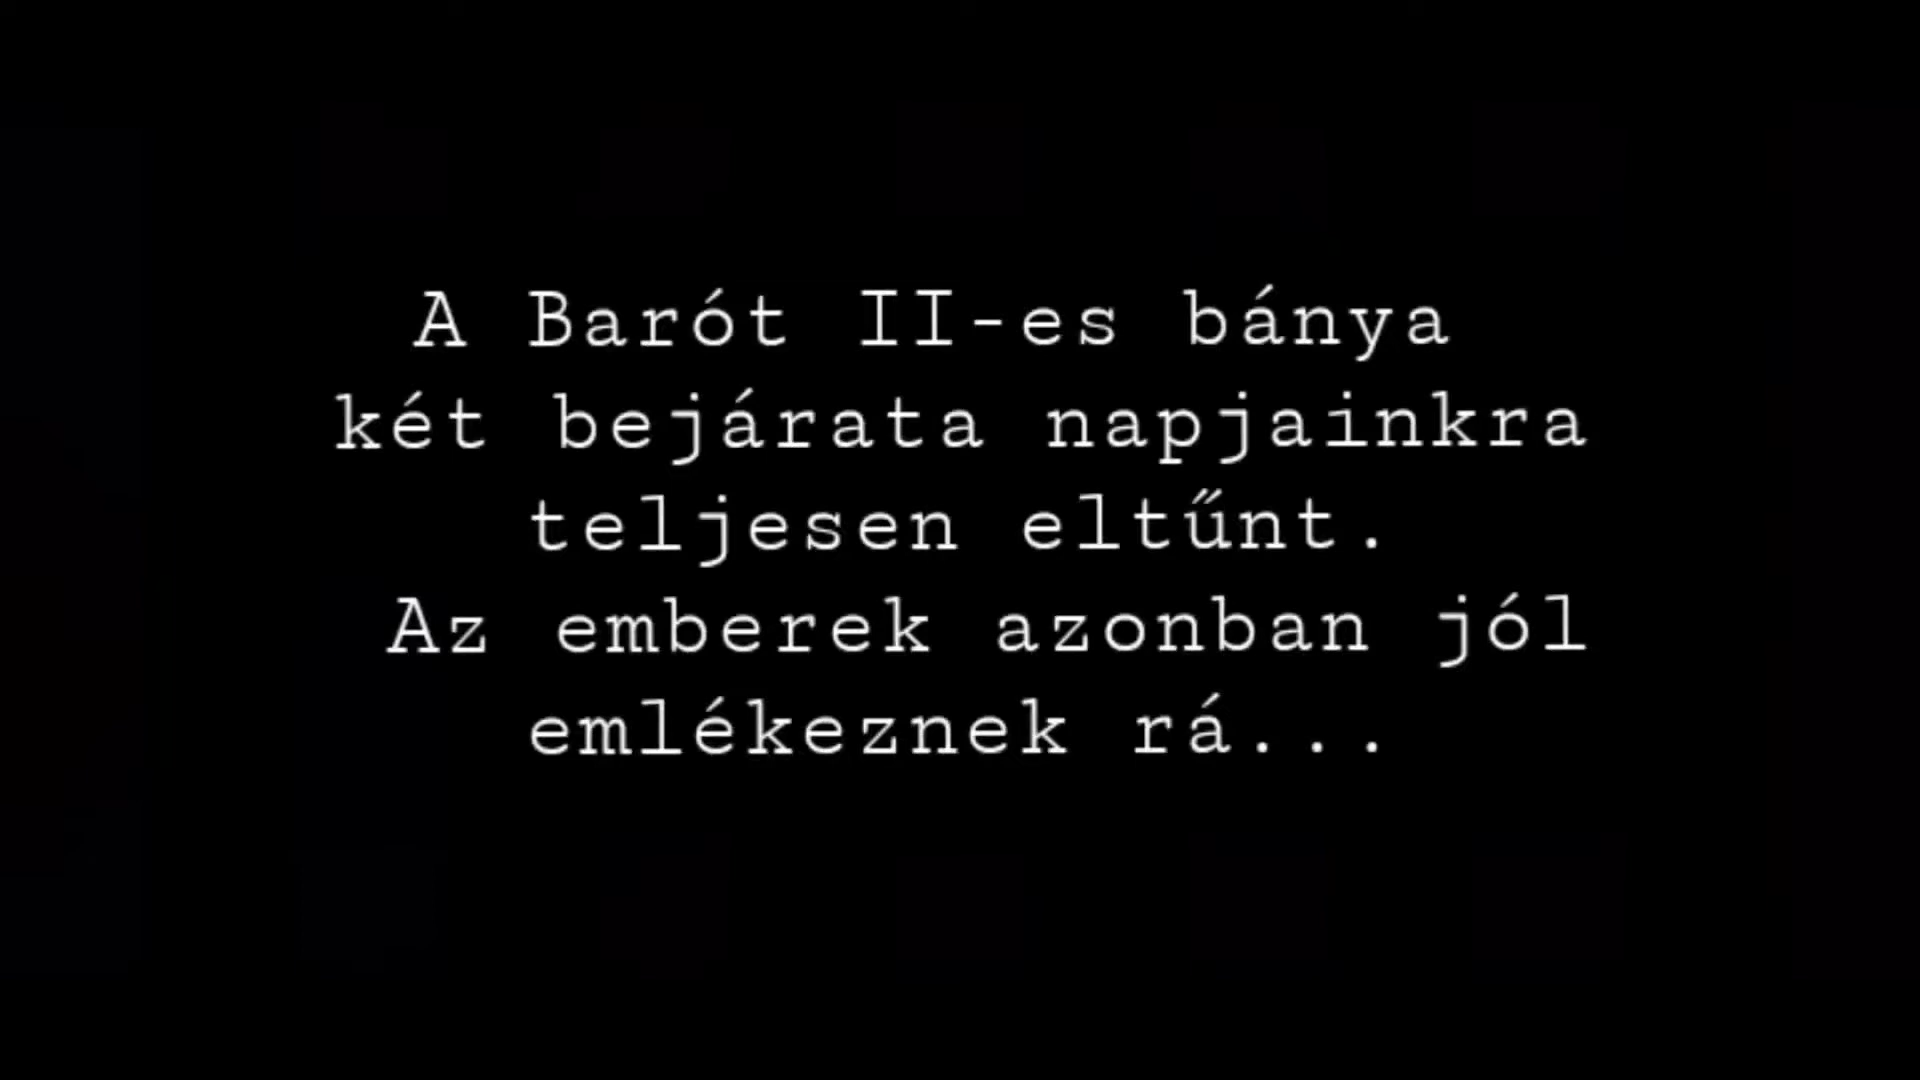 A Barót II-es bánya
két bejárata napjainkra
teljesen eltűnt.
Az emberek azonban jól
emlékeznek rá...